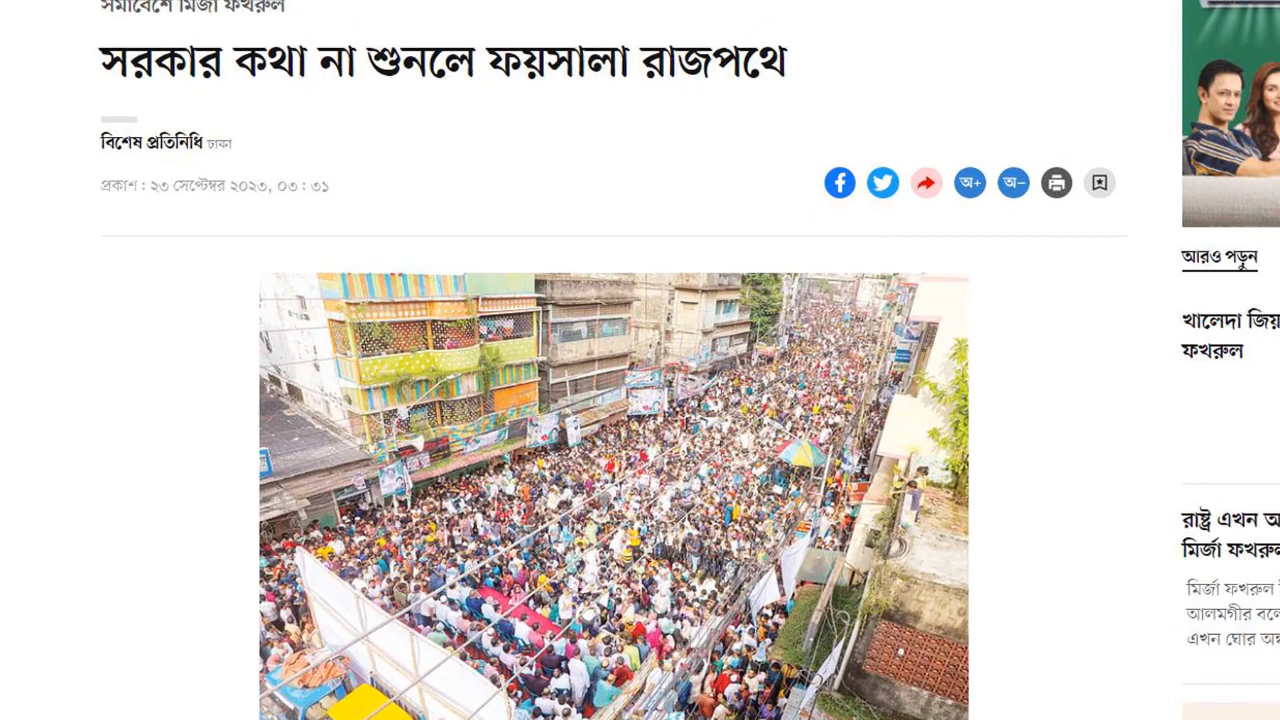 সমাবেশে মির্জা ফখরুল
সরকার কথা না শুনলে ফয়সালা রাজপথে
বিশেষ প্রতিনিধি ঢাকা
প্রকাশ: ২৩ সেপ্টেম্বর ২০২৩, ০৩: ৩১
অ+ অ−
আরও পড়ুন
খালেদা জিয়
ফখরুল
রাষ্ট্র এখন
মির্জা ফখরুল
মির্জা ফখরুল
আলমগীর বলে
এখন ঘোর